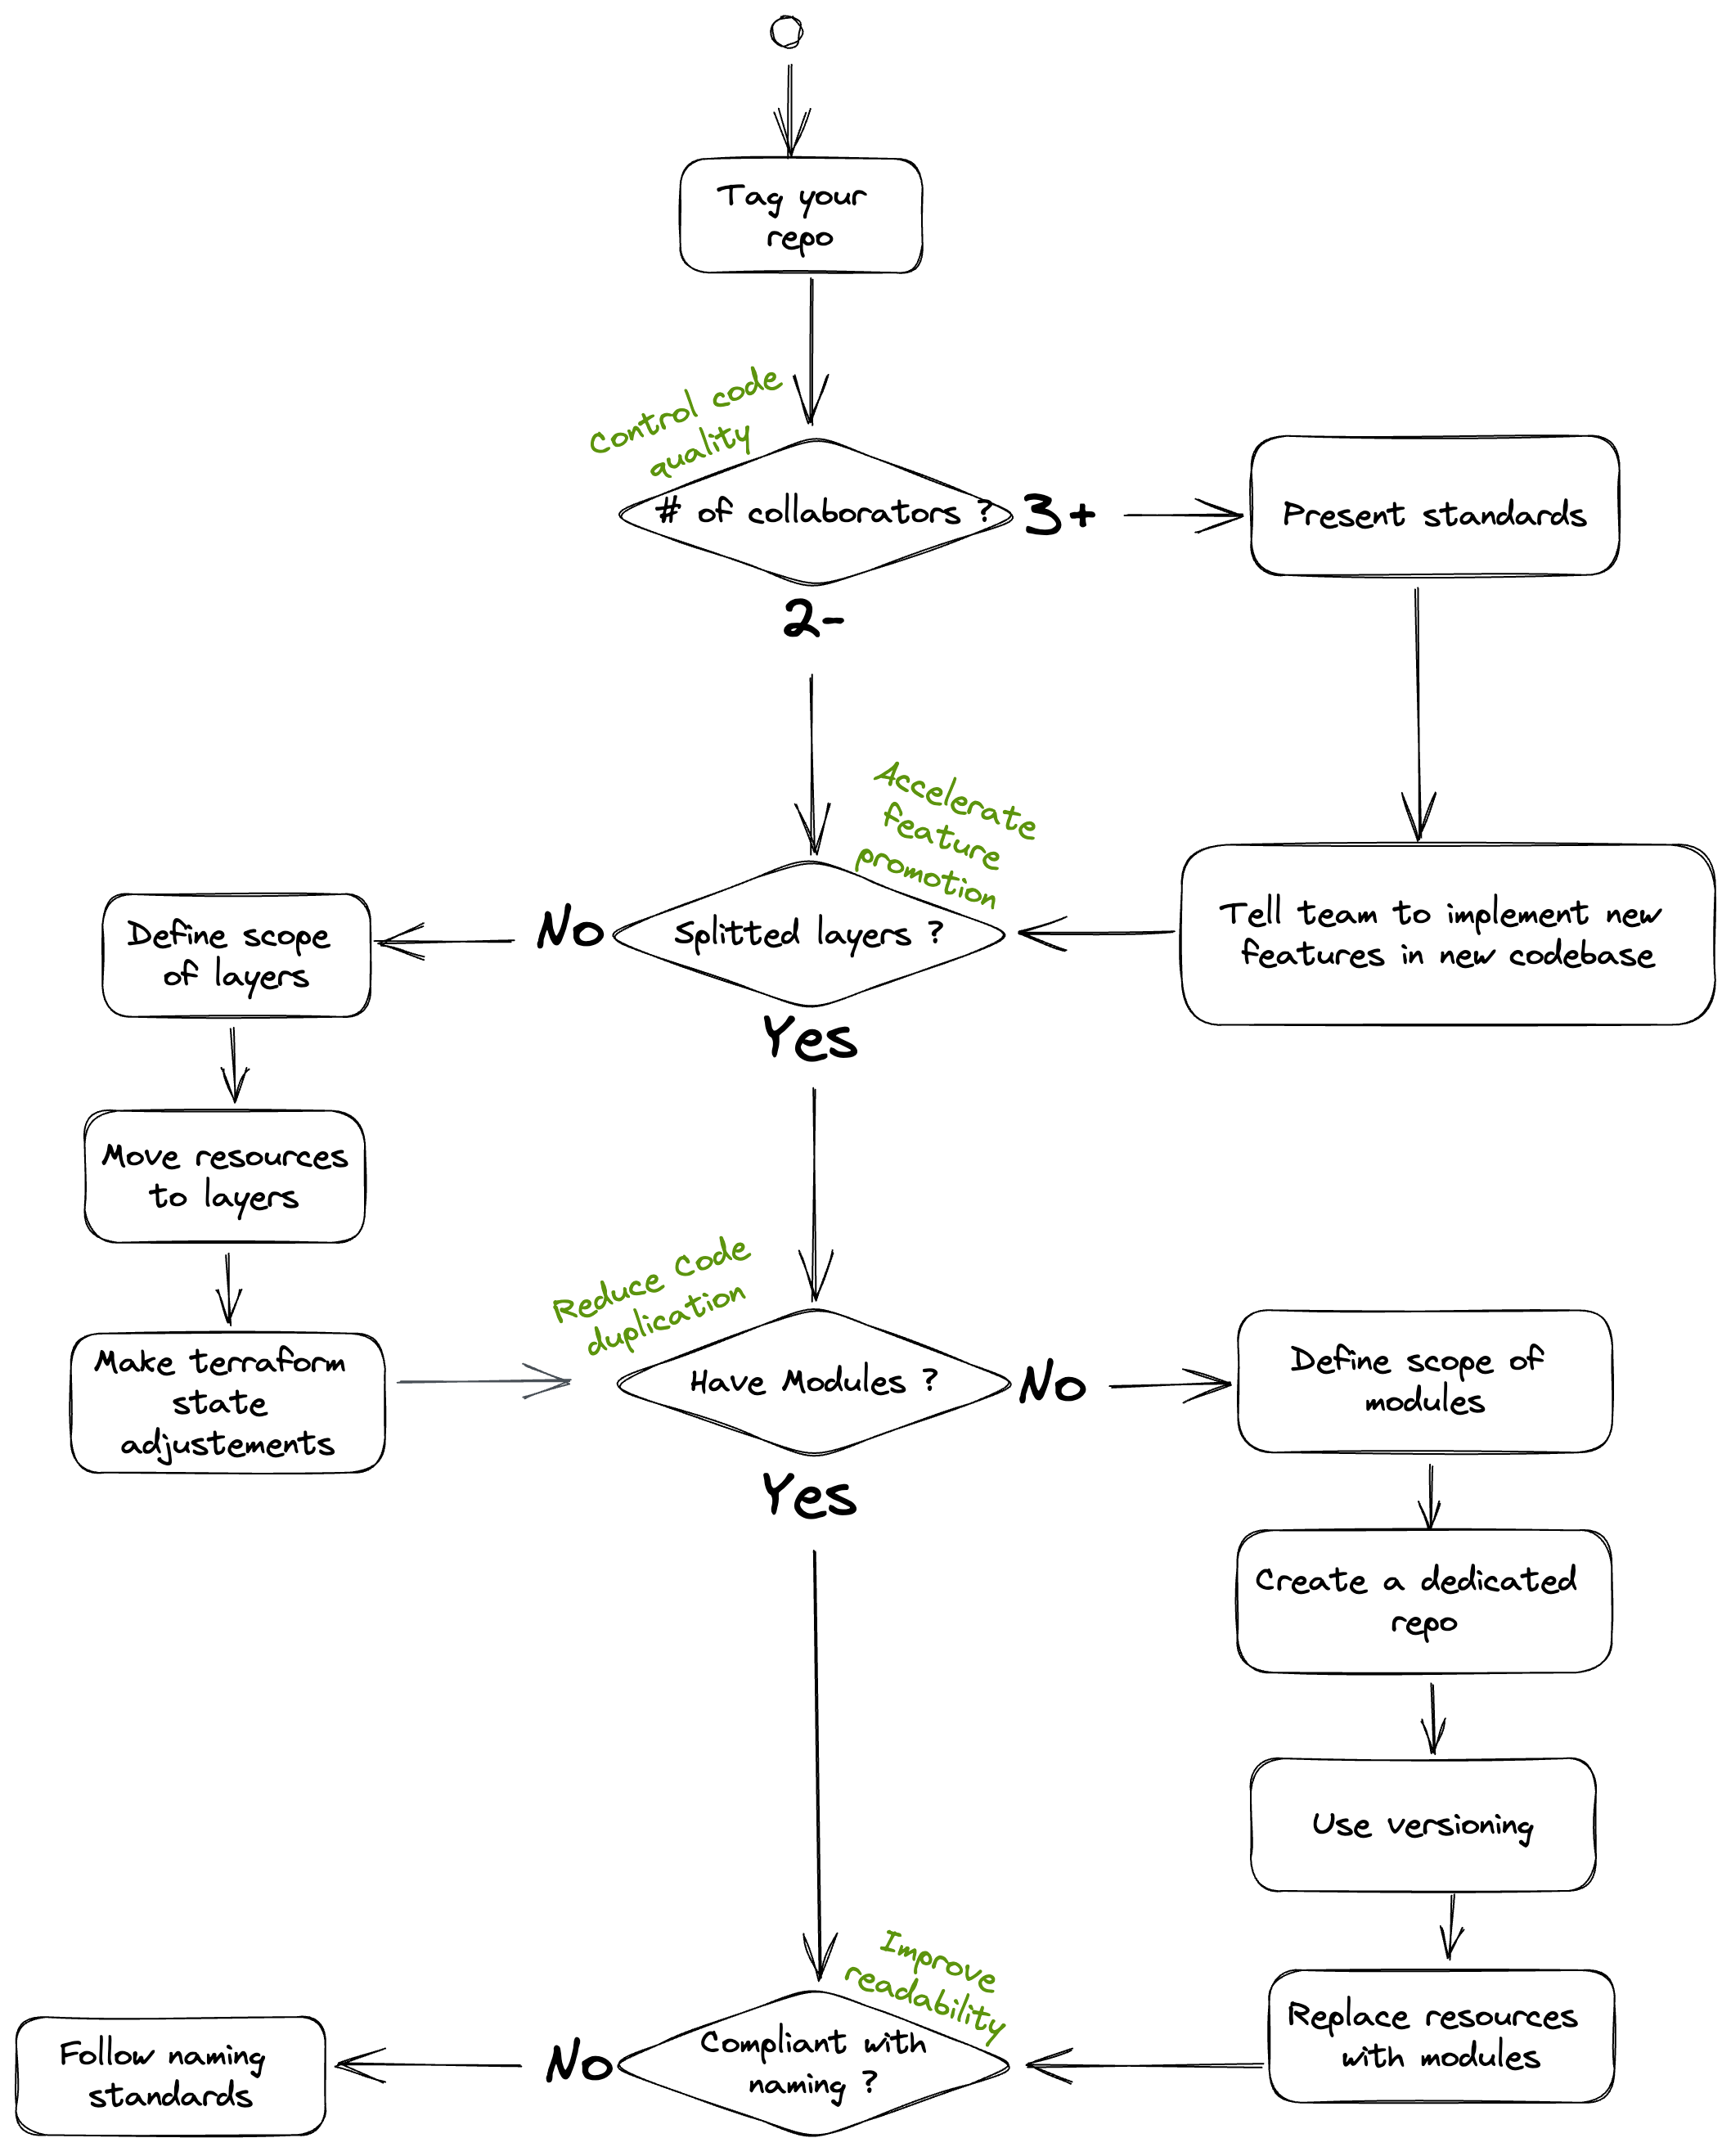 Tag your
repo
Control code
quality
# of collaborators ?
3+
Present standards
2-
Accelerate
feature
promotion
Define scope
of layers
No
Splitted layers ?
Tell team to implement new
features in new codebase
Yes
Move resources
to layers
Reduce Code
duplication
Make terraform
state
adjustements
Have Modules ?
No
Define scope of
modules
Yes
Create a dedicated
repo
Use versioning
Improve
readability
Replace resources
with modules
Follow naming
standards
No
Compliant with
naming ?